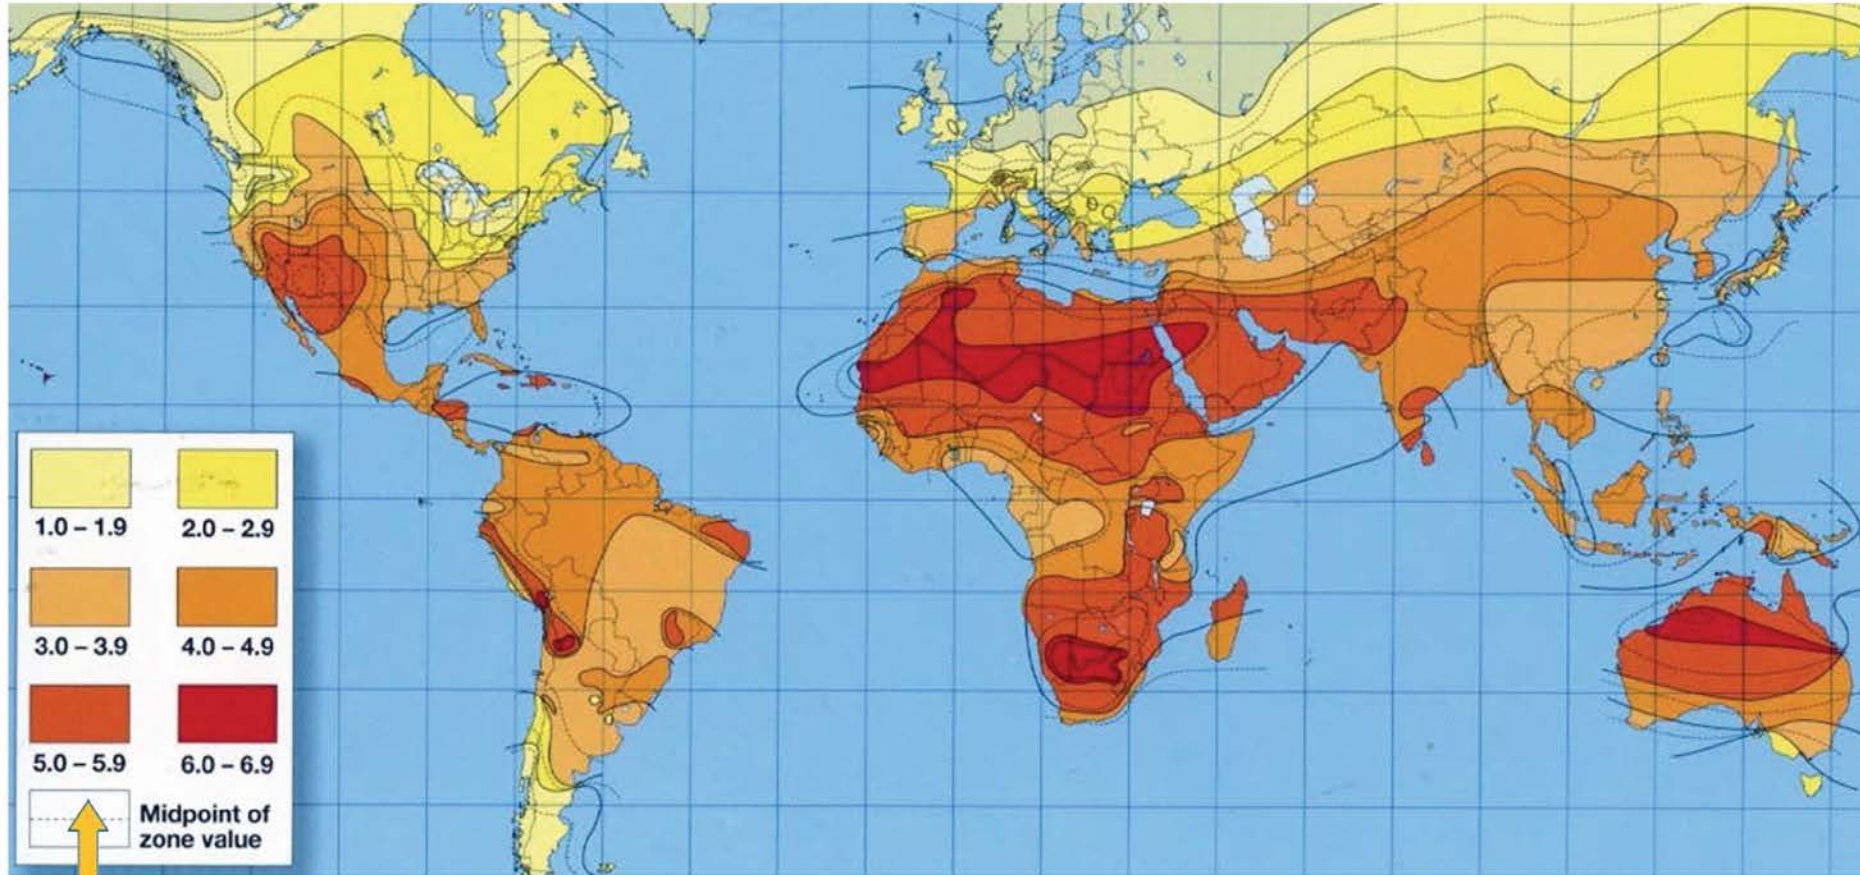 1.0 – 1.9
2.0 – 2.9
3.0 – 3.9
4.0 – 4.9
5.0 – 5.9
6.0 – 6.9
Midpoint of
zone value